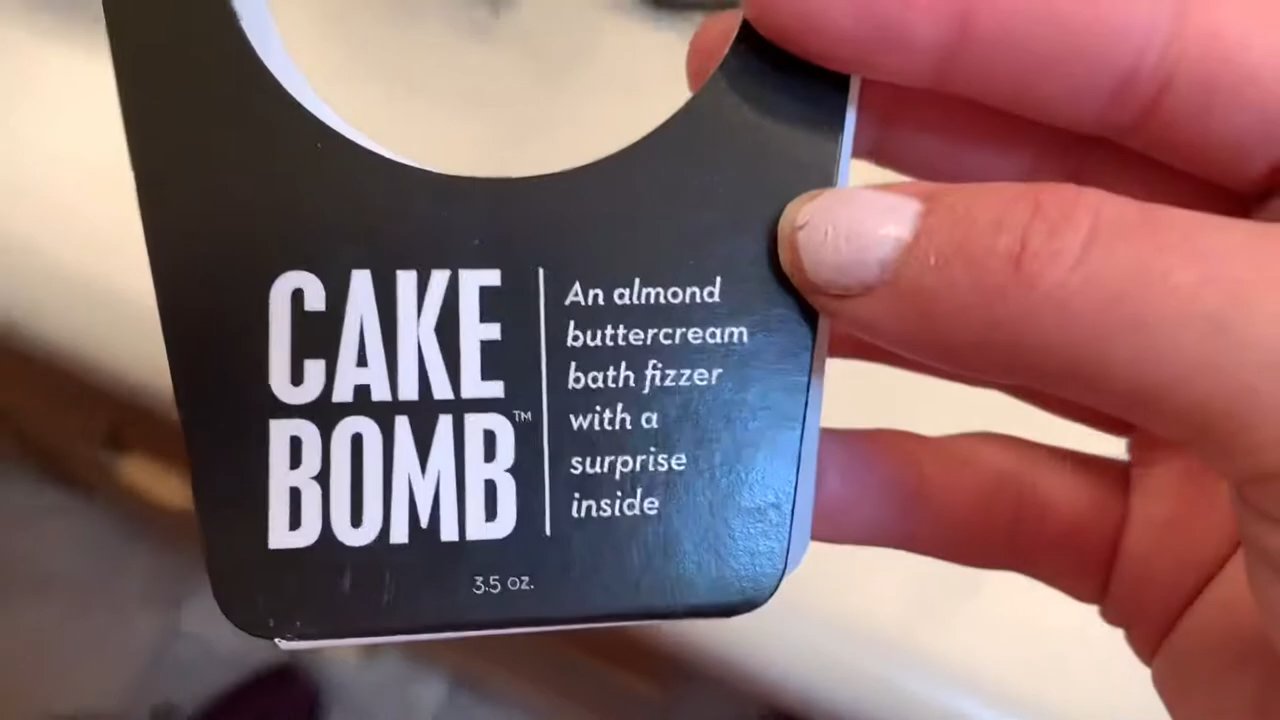 CAKE
BOMB™
An almond
buttercream
bath fizzer
with a
surprise
inside
3.5 oz.